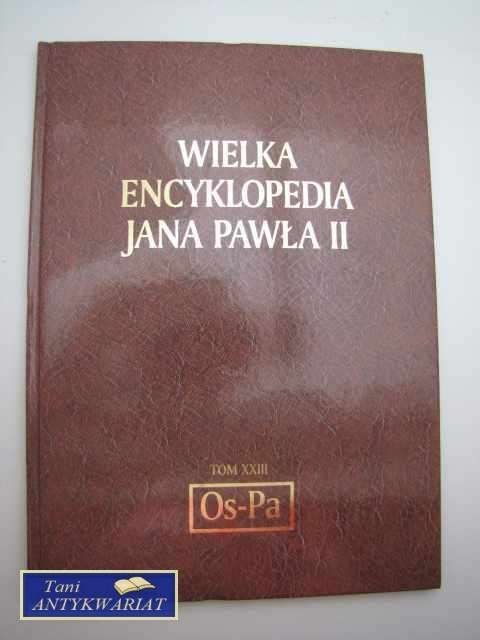 WIELKA
ENCYKLOPEDIA
JANA PAWŁA II
TOM XXIII
Os-Pa
Tani
ANTYKWARIAT